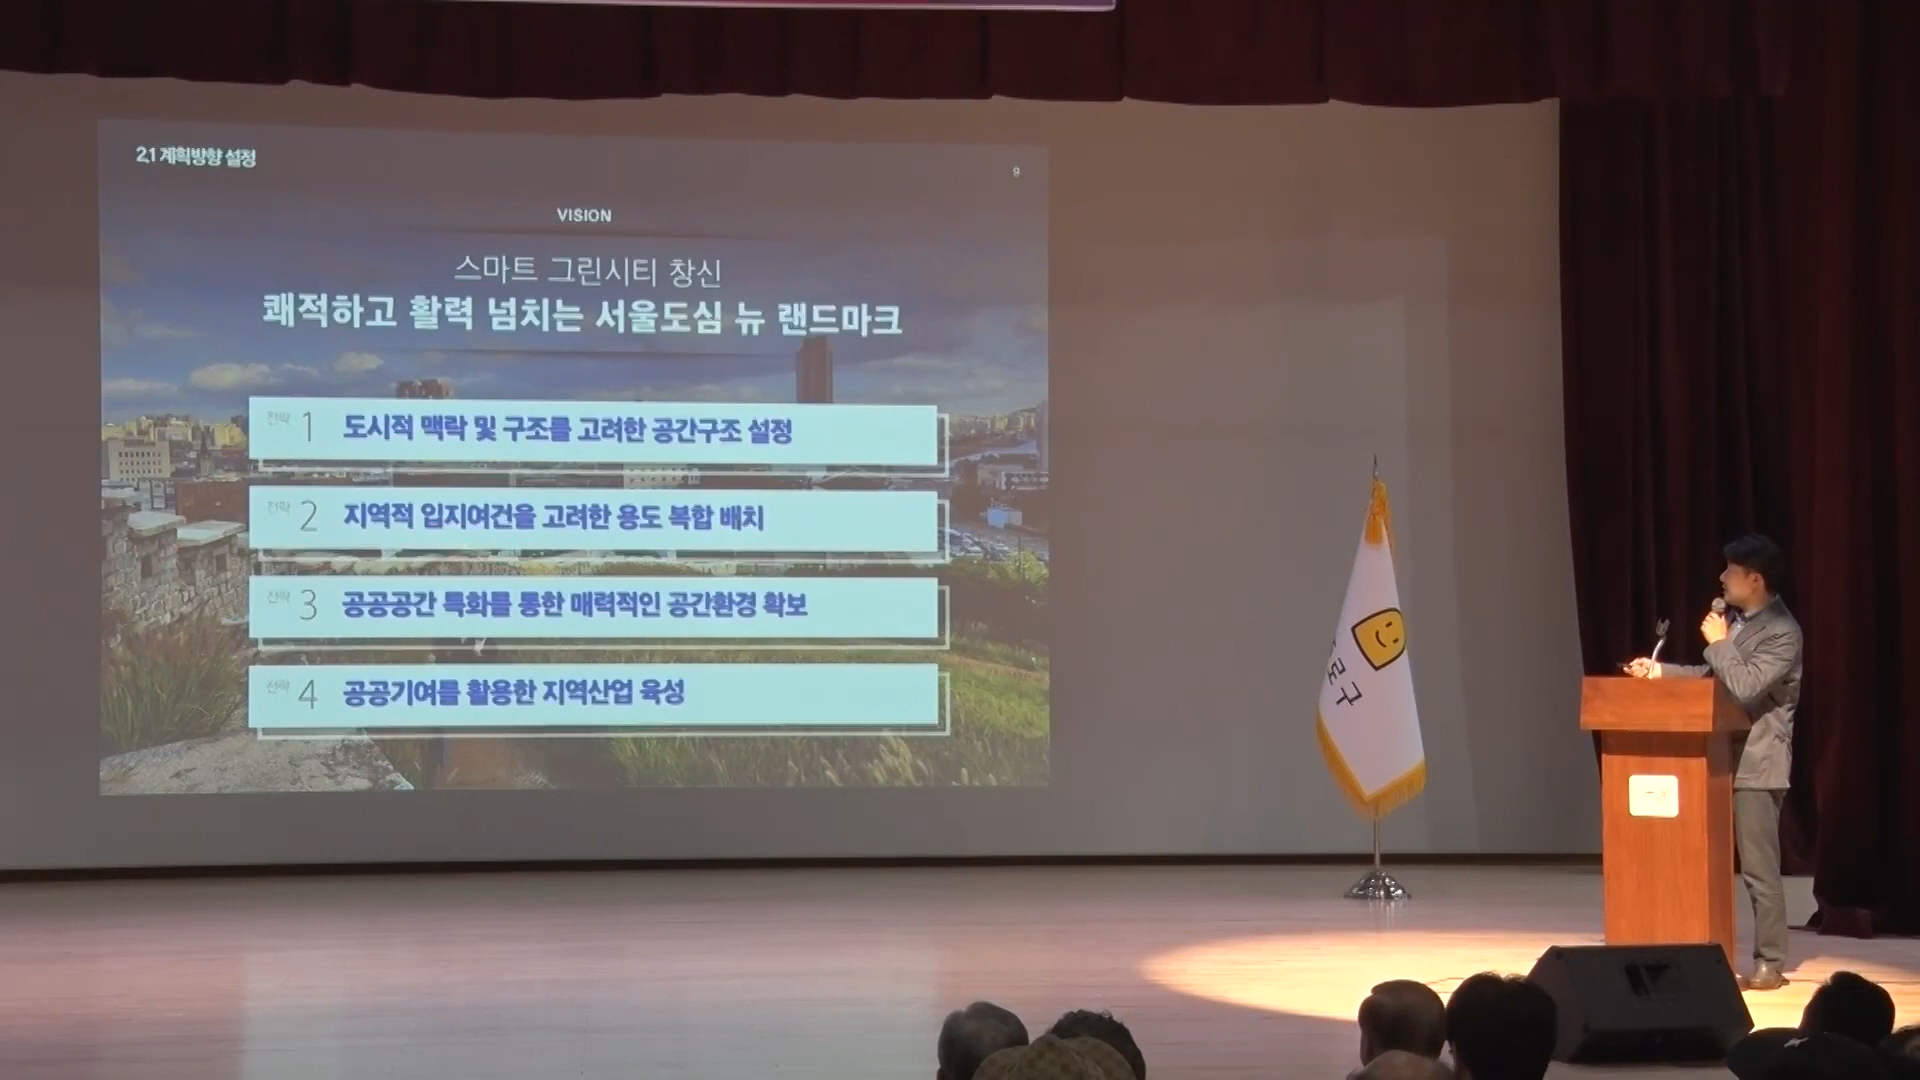 2.1 계획방향 설정
9
VISION
스마트 그린시티 창신
쾌적하고 활력 넘치는 서울도심 뉴 랜드마크
전략 1 도시적 맥락 및 구조를 고려한 공간구조 설정
전략 2 지역적 입지여건을 고려한 용도 복합 배치
전략 3 공공공간 특화를 통한 매력적인 공간환경 확보
전략 4 공공기여를 활용한 지역산업 육성
로구